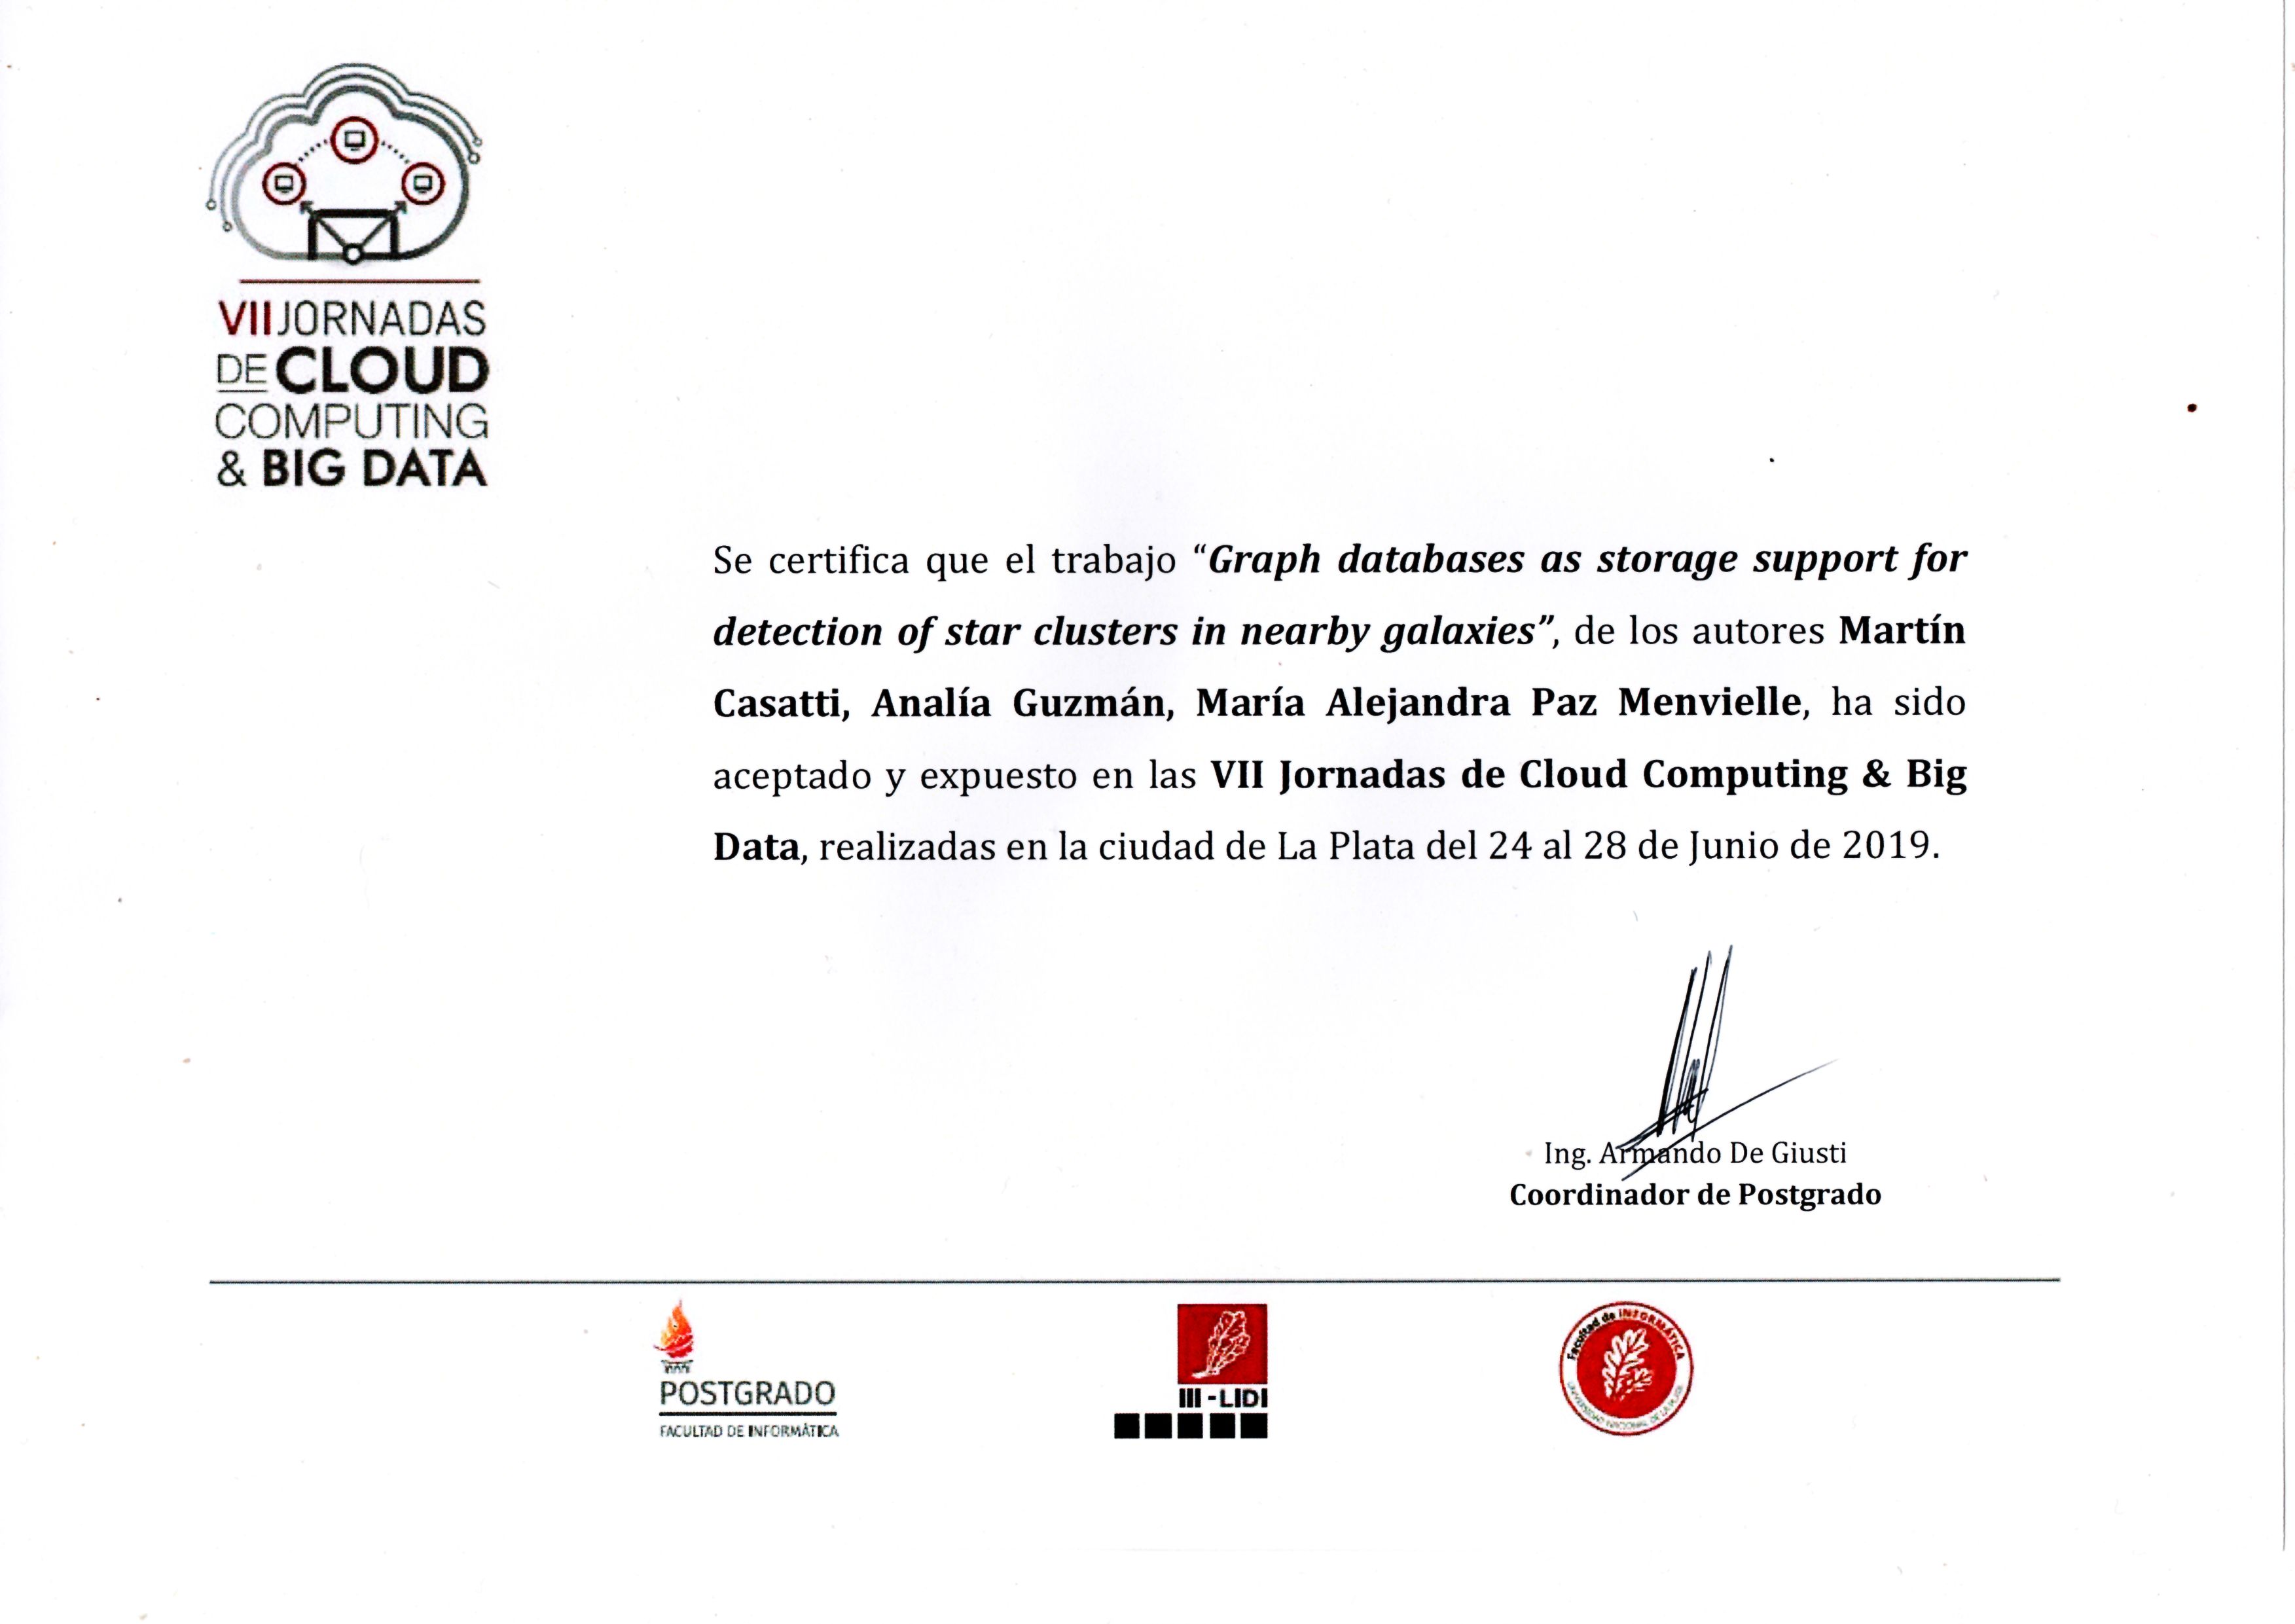 VII JORNADAS
DE CLOUD
COMPUTING
& BIG DATA
Se certifica que el trabajo “Graph databases as storage support for
detection of star clusters in nearby galaxies”, de los autores Martín
Casatti, Analía Guzmán, María Alejandra Paz Menvielle, ha sido
aceptado y expuesto en las VII Jornadas de Cloud Computing & Big
Data, realizadas en la ciudad de La Plata del 24 al 28 de Junio de 2019.
Ing. Armando De Giusti
Coordinador de Postgrado
POSTGRADO
FACULTAD DE INFORMÁTICA
III - LIDI
Facultad de INFORMÁTICA
UNIVERSIDAD NACIONAL DE LA PLATA